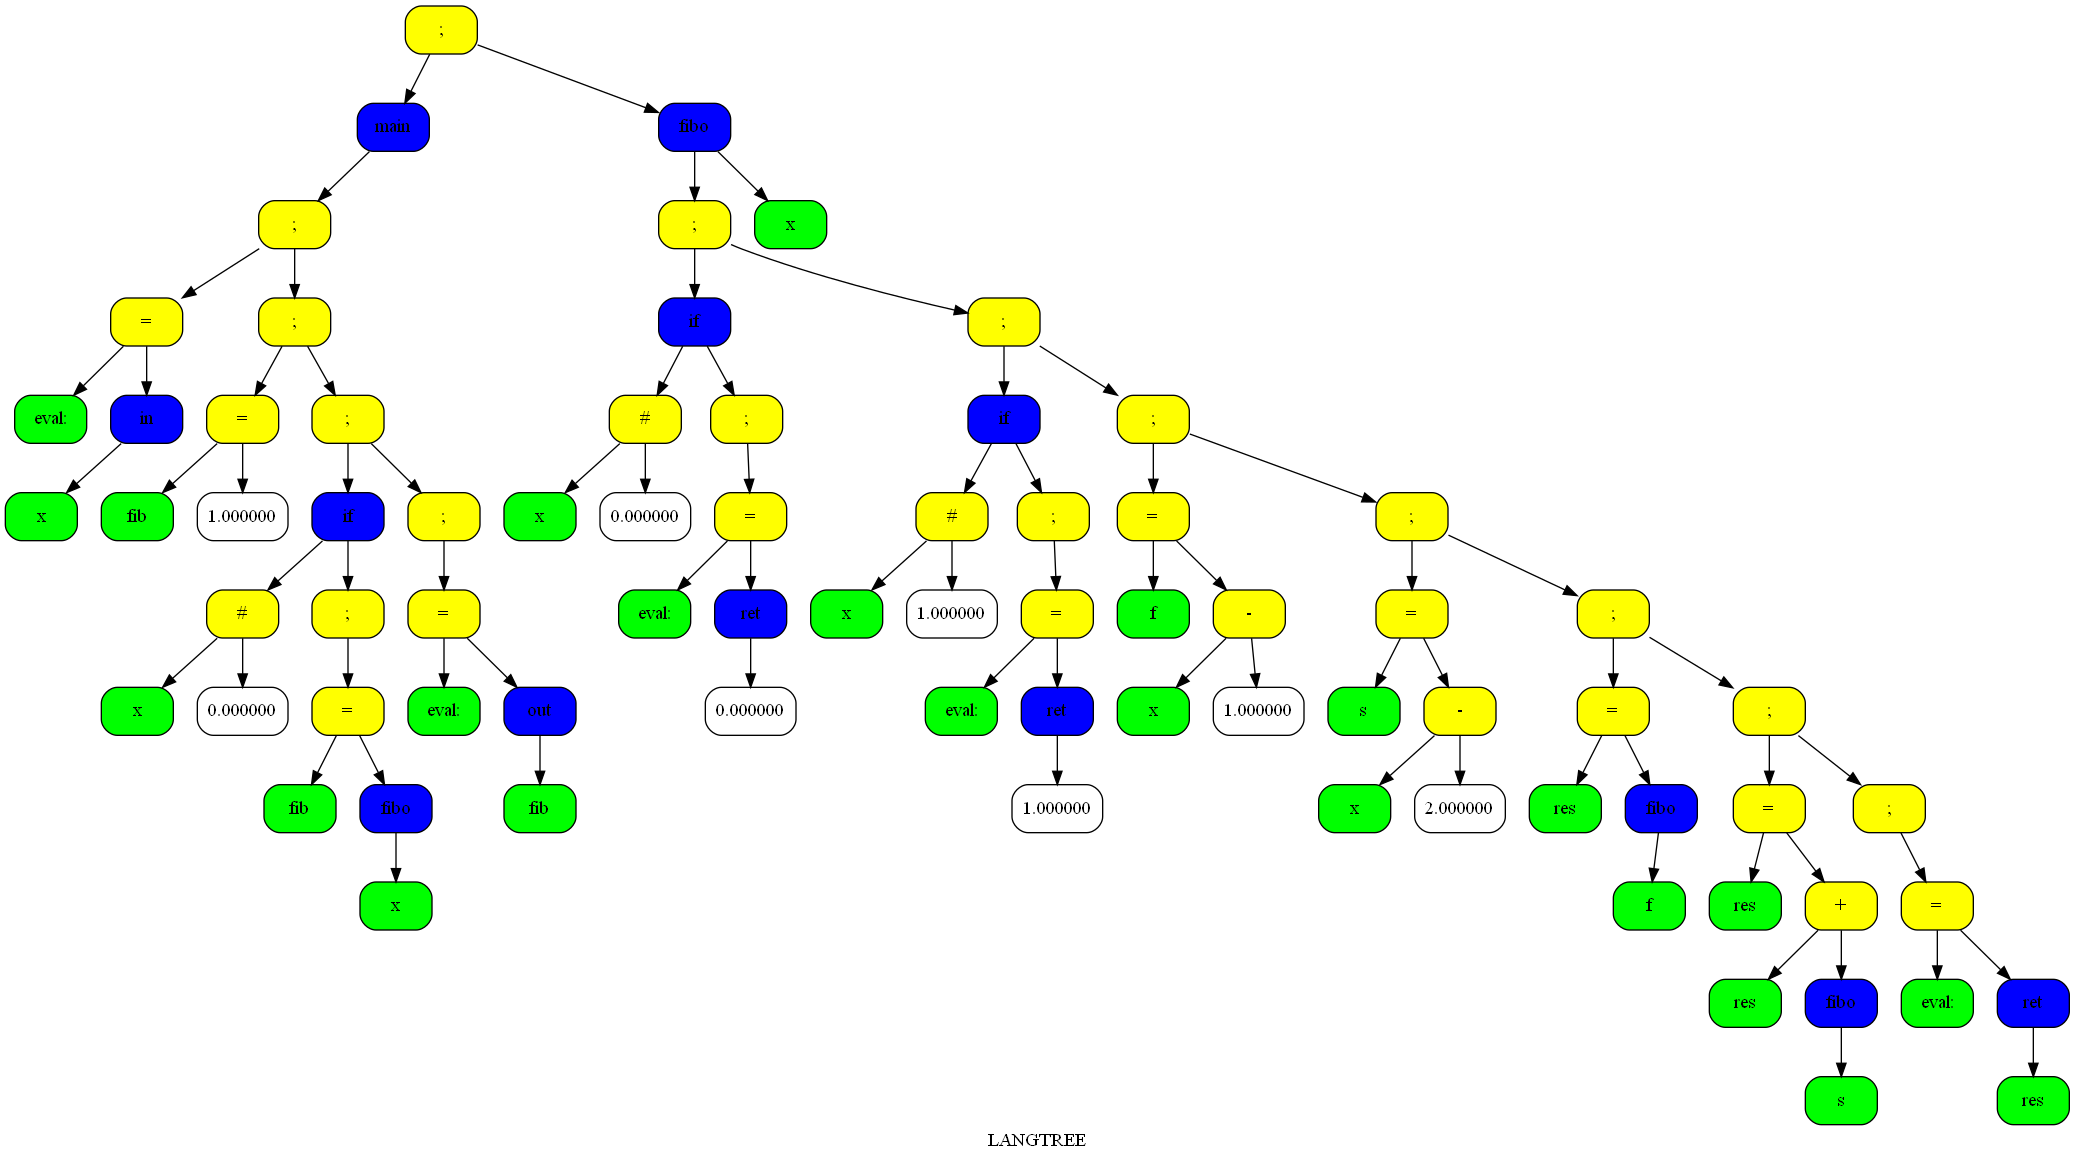 ;
main fibo
; ; x
= ; if ;
eval: in = ; # ; if ;
x fib 1.000000 if ; x 0.000000 = # ; = ;
# ; = eval: ret x 1.000000 = f - = ;
x 0.000000 = eval: out 0.000000 eval: ret x 1.000000 s - = ;
fib fibo fib 1.000000 x 2.000000 res fibo = ;
x f res + =
res fibo eval: ret
s res
LANGTREE